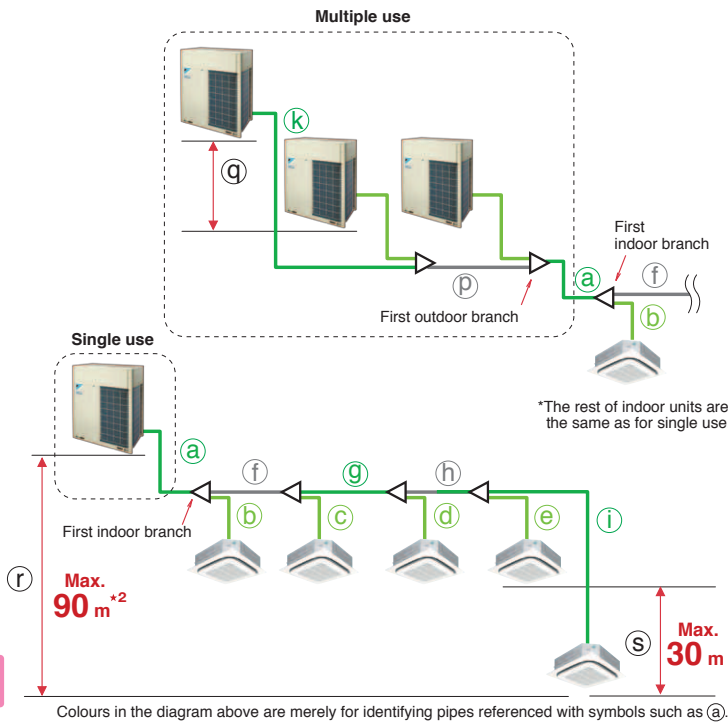 Multiple use
ⓚ
ⓠ
First
indoor branch
ⓐ
ⓕ
ⓟ
ⓑ
First outdoor branch
Single use
*The rest of indoor units are
the same as for single use
ⓐ
ⓕ
ⓖ
ⓗ
ⓑ
ⓒ
ⓓ
ⓔ
ⓘ
First indoor branch
ⓡ
Max.
90 m*2
ⓢ
Max.
30 m
Colours in the diagram above are merely for identifying pipes referenced with symbols such as ⓐ.